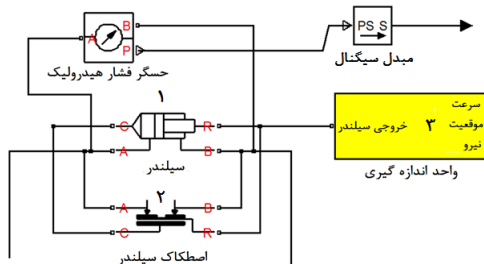 B
A
P
PS S
حسگر فشار هیدرولیک
مبدل سیگنال
۱
C
R
A
B
سیلندر
سرعت
موقعیت
۳ خروجی سیلندر
نیرو
واحد اندازه گیری
۲
A
B
C
R
اصطکاک سیلندر